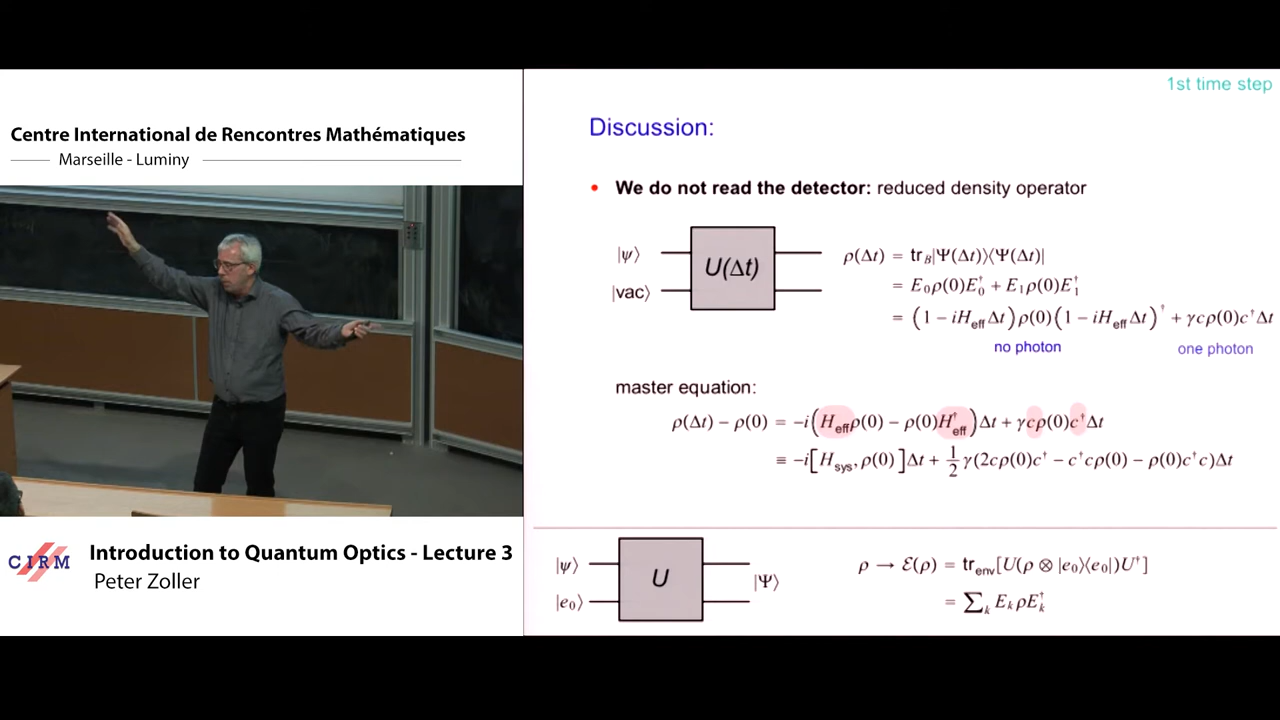 1st time step
Centre International de Rencontres Mathématiques
Marseille - Luminy
Discussion:
• We do not read the detector: reduced density operator
|ψ⟩
|vac⟩
U(Δt)
ρ(Δt) = tr_B|Ψ(Δt)⟩⟨Ψ(Δt)|
= E₀ρ(0)E₀† + E₁ρ(0)E₁†
= (1 − iH_eff Δt)ρ(0)(1 − iH_eff Δt)† + γcρ(0)c†Δt
no photon one photon
master equation:
ρ(Δt) − ρ(0) = −i(H_eff ρ(0) − ρ(0)H_eff†)Δt + γcρ(0)c†Δt
≡ −i[H_sys, ρ(0)]Δt + ½γ(2cρ(0)c† − c†cρ(0) − ρ(0)c†c)Δt
|ψ⟩
|e₀⟩
U
|Ψ⟩
ρ → ℰ(ρ) = tr_env[U(ρ ⊗ |e₀⟩⟨e₀|)U†]
= ∑_k E_k ρE_k†
CIRM
Introduction to Quantum Optics - Lecture 3
Peter Zoller